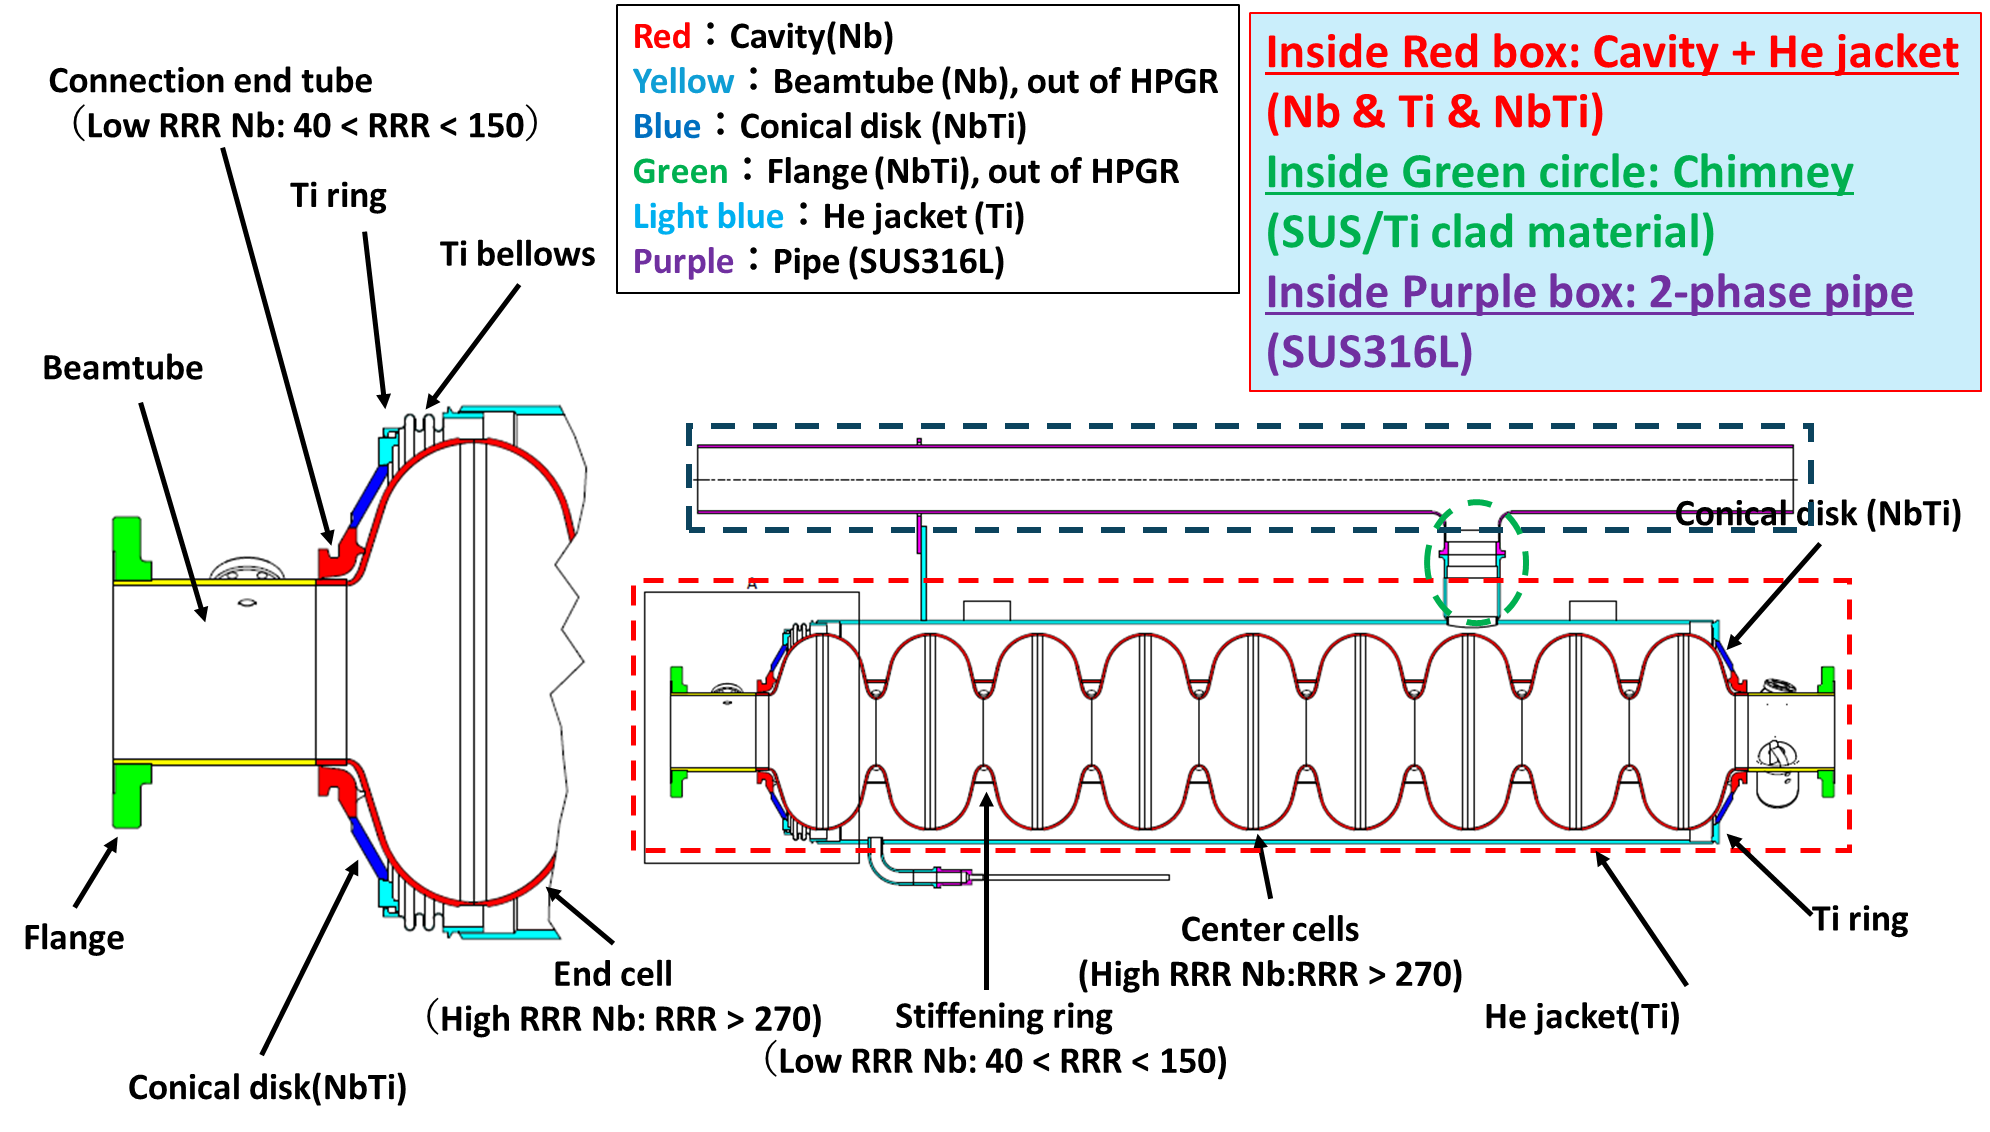 Red：Cavity(Nb)
Yellow：Beamtube (Nb), out of HPGR
Blue：Conical disk (NbTi)
Green：Flange (NbTi), out of HPGR
Light blue：He jacket (Ti)
Purple：Pipe (SUS316L)
Inside Red box: Cavity + He jacket
(Nb & Ti & NbTi)
Inside Green circle: Chimney
(SUS/Ti clad material)
Inside Purple box: 2-phase pipe
(SUS316L)
Connection end tube
（Low RRR Nb: 40 < RRR < 150）
Ti ring
Ti bellows
Beamtube
Conical disk (NbTi)
A
Flange
End cell
（High RRR Nb: RRR > 270)
Conical disk(NbTi)
Center cells
(High RRR Nb:RRR > 270)
Stiffening ring
（Low RRR Nb: 40 < RRR < 150)
Ti ring
He jacket(Ti)